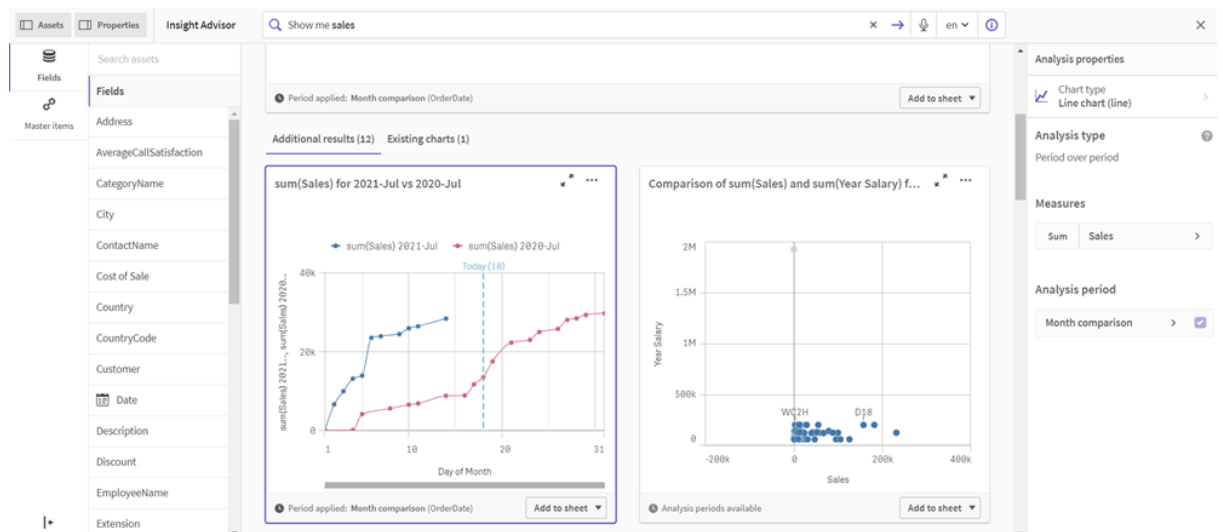 Assets Properties Insight Advisor Show me sales en
Fields
Master items
Search assets
Fields
Address
AverageCallSatisfaction
CategoryName
City
ContactName
Cost of Sale
Country
CountryCode
Customer
Date
Description
Discount
EmployeeName
Extension
Period applied: Month comparison (OrderDate) Add to sheet
Additional results (12) Existing charts (1)
sum(Sales) for 2021-Jul vs 2020-Jul
sum(Sales) 2021-Jul sum(Sales) 2020-Jul
Today (18)
40k
20k
0
sum(Sales) 2021..., sum(Sales) 2020...
1 10 20 31
Day of Month
Period applied: Month comparison (OrderDate) Add to sheet
Comparison of sum(Sales) and sum(Year Salary) f...
2M
1.5M
1M
500k
0
Year Salary
WC2H D18
-200k 0 200k 400k
Sales
Analysis periods available Add to sheet
Analysis properties
Chart type
Line chart (line)
Analysis type
Period over period
Measures
Sum Sales
Analysis period
Month comparison